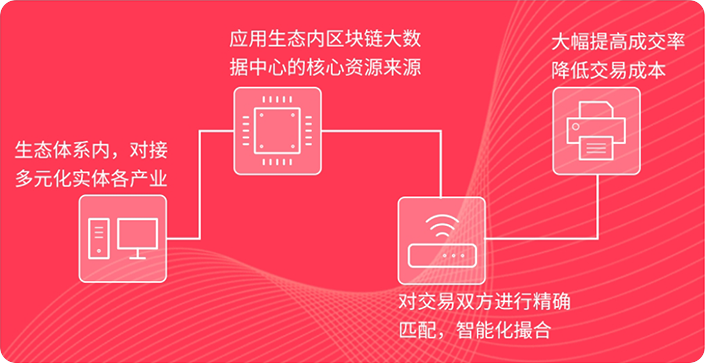 生态体系内，对接
多元化实体各产业
应用生态内区块链大数
据中心的核心资源来源
对交易双方进行精确
匹配，智能化撮合
大幅提高成交率
降低交易成本